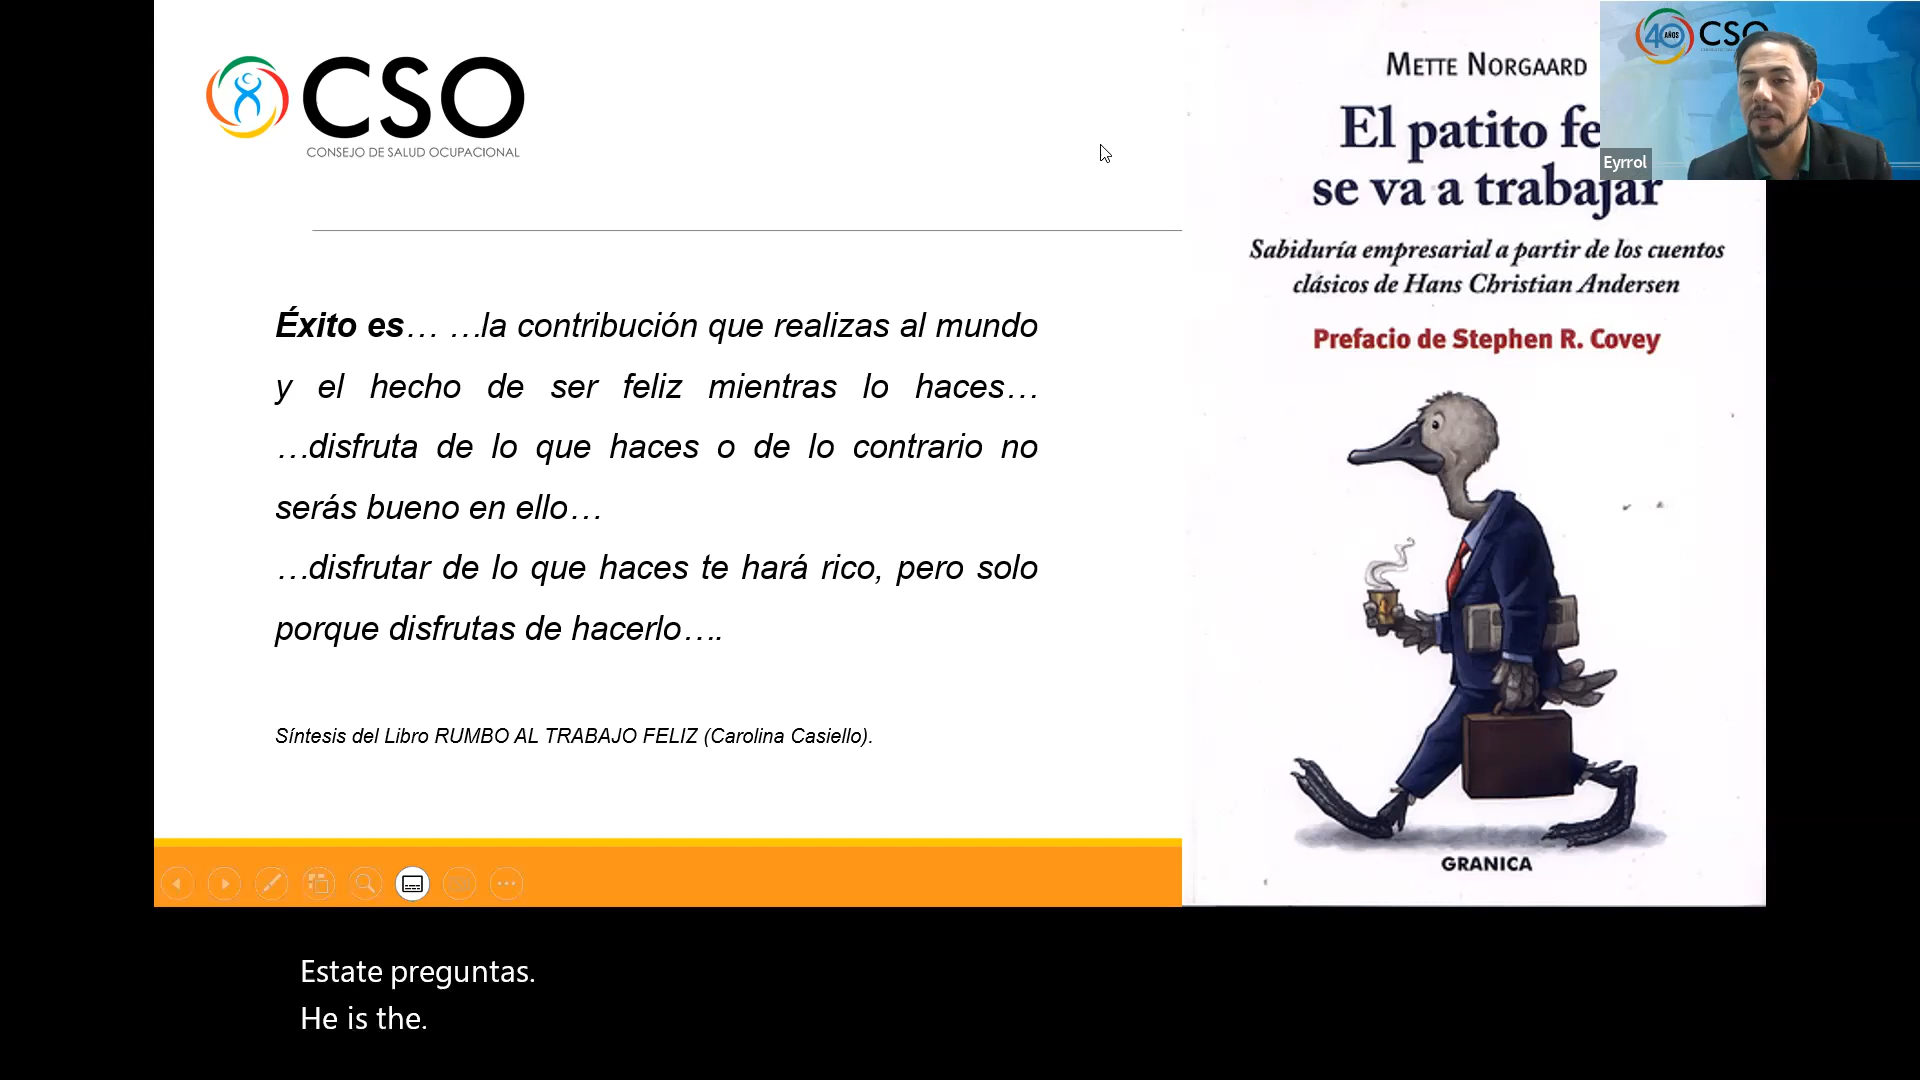 CSO
CONSEJO DE SALUD OCUPACIONAL
Éxito es… …la contribución que realizas al mundo
y el hecho de ser feliz mientras lo haces…
…disfruta de lo que haces o de lo contrario no
serás bueno en ello…
…disfrutar de lo que haces te hará rico, pero solo
porque disfrutas de hacerlo….
Síntesis del Libro RUMBO AL TRABAJO FELIZ (Carolina Casiello).
METTE NORGAARD
El patito fe
se va a trabajar
Sabiduría empresarial a partir de los cuentos
clásicos de Hans Christian Andersen
Prefacio de Stephen R. Covey
GRANICA
40 AÑOS CSO
Eyrrol
Estate preguntas.
He is the.